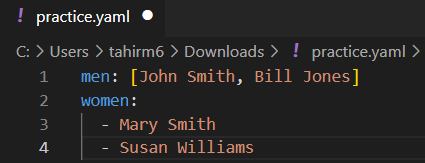 ! practice.yaml ●
C: > Users > tahirm6 > Downloads > ! practice.yaml >
1 men: [John Smith, Bill Jones]
2 women:
3 - Mary Smith
4 - Susan Williams